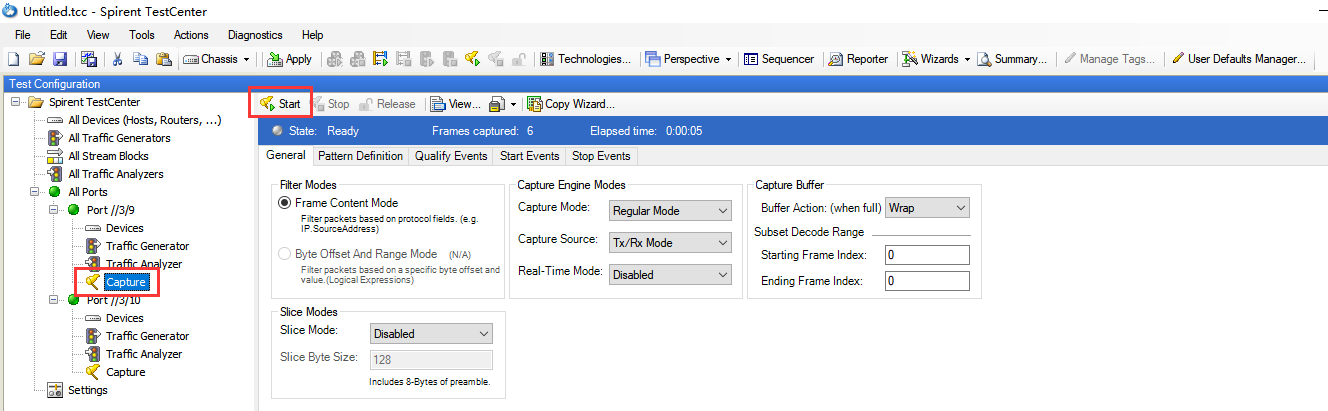 Untitled.tcc - Spirent TestCenter
File Edit View Tools Actions Diagnostics Help
Chassis Apply Technologies... Perspective Sequencer Reporter Wizards Summary... Manage Tags... User Defaults Manager...
Test Configuration
Spirent TestCenter
All Devices (Hosts, Routers, ...)
All Traffic Generators
All Stream Blocks
All Traffic Analyzers
All Ports
Port //3/9
Devices
Traffic Generator
Traffic Analyzer
Capture
Port //3/10
Devices
Traffic Generator
Traffic Analyzer
Capture
Settings
Start Stop Release View... Copy Wizard...
State: Ready Frames captured: 6 Elapsed time: 0:00:05
General Pattern Definition Qualify Events Start Events Stop Events
Filter Modes
Frame Content Mode
Filter packets based on protocol fields. (e.g.
IP.SourceAddress)
Byte Offset And Range Mode (N/A)
Filter packets based on a specific byte offset and
value.(Logical Expressions)
Capture Engine Modes
Capture Mode: Regular Mode
Capture Source: Tx/Rx Mode
Real-Time Mode: Disabled
Capture Buffer
Buffer Action: (when full) Wrap
Subset Decode Range
Starting Frame Index: 0
Ending Frame Index: 0
Slice Modes
Slice Mode: Disabled
Slice Byte Size: 128
Includes 8-Bytes of preamble.